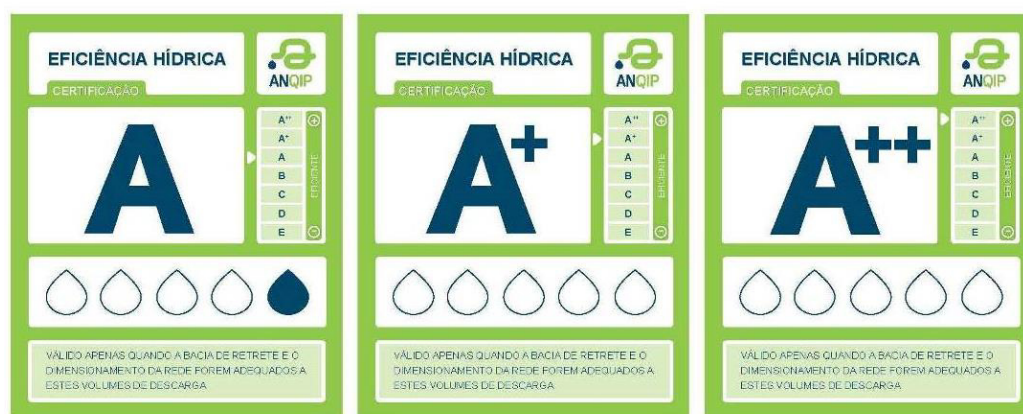 EFICIÊNCIA HÍDRICA
ANQIP
CERTIFICAÇÃO
A
A++
A+
A
B
C
D
E
EFICIENTE
VÁLIDO APENAS QUANDO A BACIA DE RETRETE E O
DIMENSIONAMENTO DA REDE FOREM ADEQUADOS A
ESTES VOLUMES DE DESCARGA
EFICIÊNCIA HÍDRICA
ANQIP
CERTIFICAÇÃO
A+
A++
A+
A
B
C
D
E
EFICIENTE
VÁLIDO APENAS QUANDO A BACIA DE RETRETE E O
DIMENSIONAMENTO DA REDE FOREM ADEQUADOS A
ESTES VOLUMES DE DESCARGA
EFICIÊNCIA HÍDRICA
ANQIP
CERTIFICAÇÃO
A++
A++
A+
A
B
C
D
E
EFICIENTE
VÁLIDO APENAS QUANDO A BACIA DE RETRETE E O
DIMENSIONAMENTO DA REDE FOREM ADEQUADOS A
ESTES VOLUMES DE DESCARGA